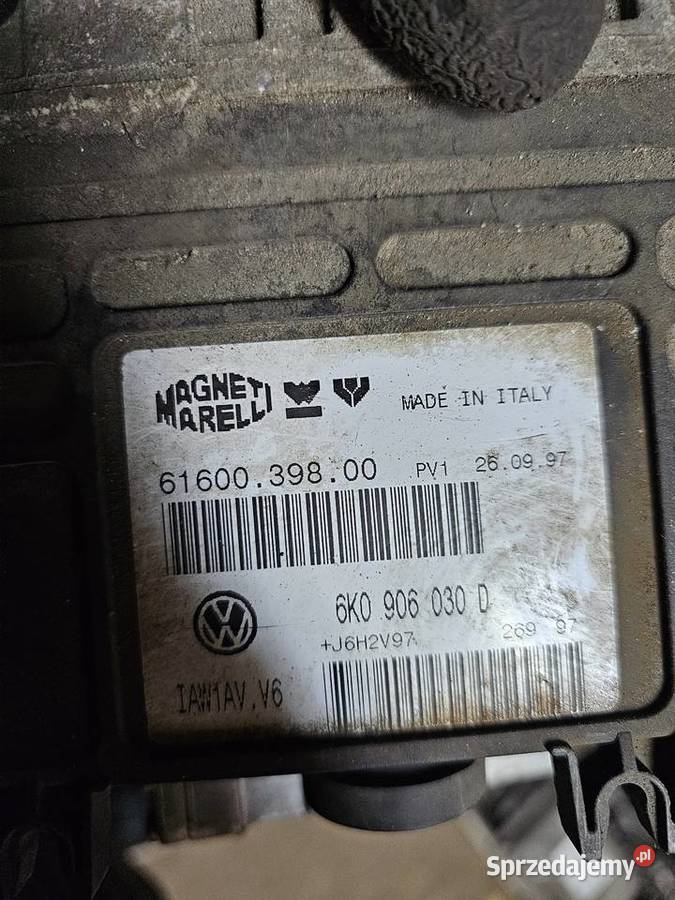 MAGNETI MARELLI MADE IN ITALY
61600.398.00 PV1 26.09.97
6K0 906 030 D
+J6H2V97 269 97
IAW1AV.V6
Sprzedajemy.pl